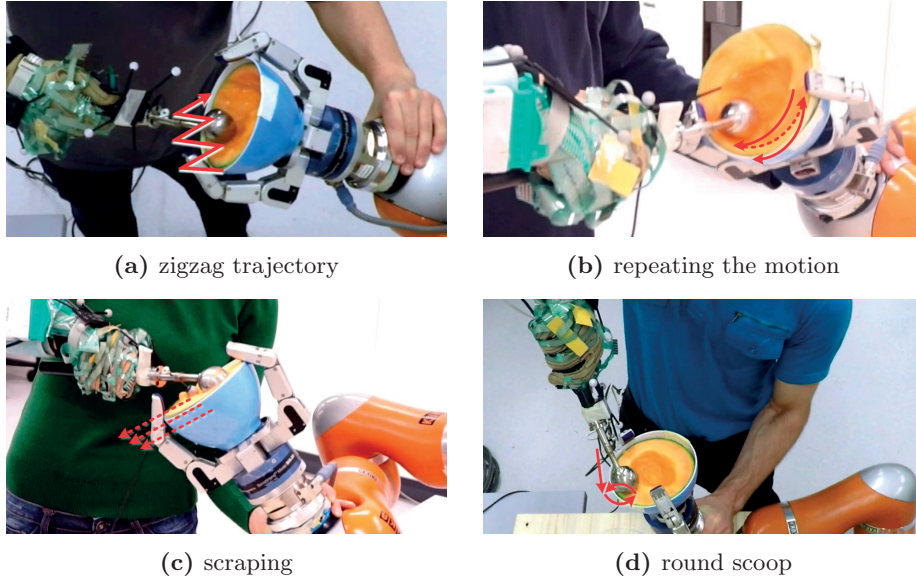 (a) zigzag trajectory
(b) repeating the motion
(c) scraping
(d) round scoop